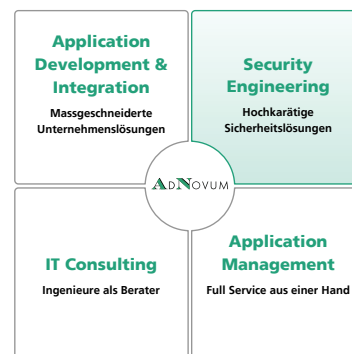 Application
Development &
Integration
Massgeschneiderte
Unternehmenslösungen
Security
Engineering
Hochkarätige
Sicherheitslösungen
ADNOVUM
IT Consulting
Ingenieure als Berater
Application
Management
Full Service aus einer Hand